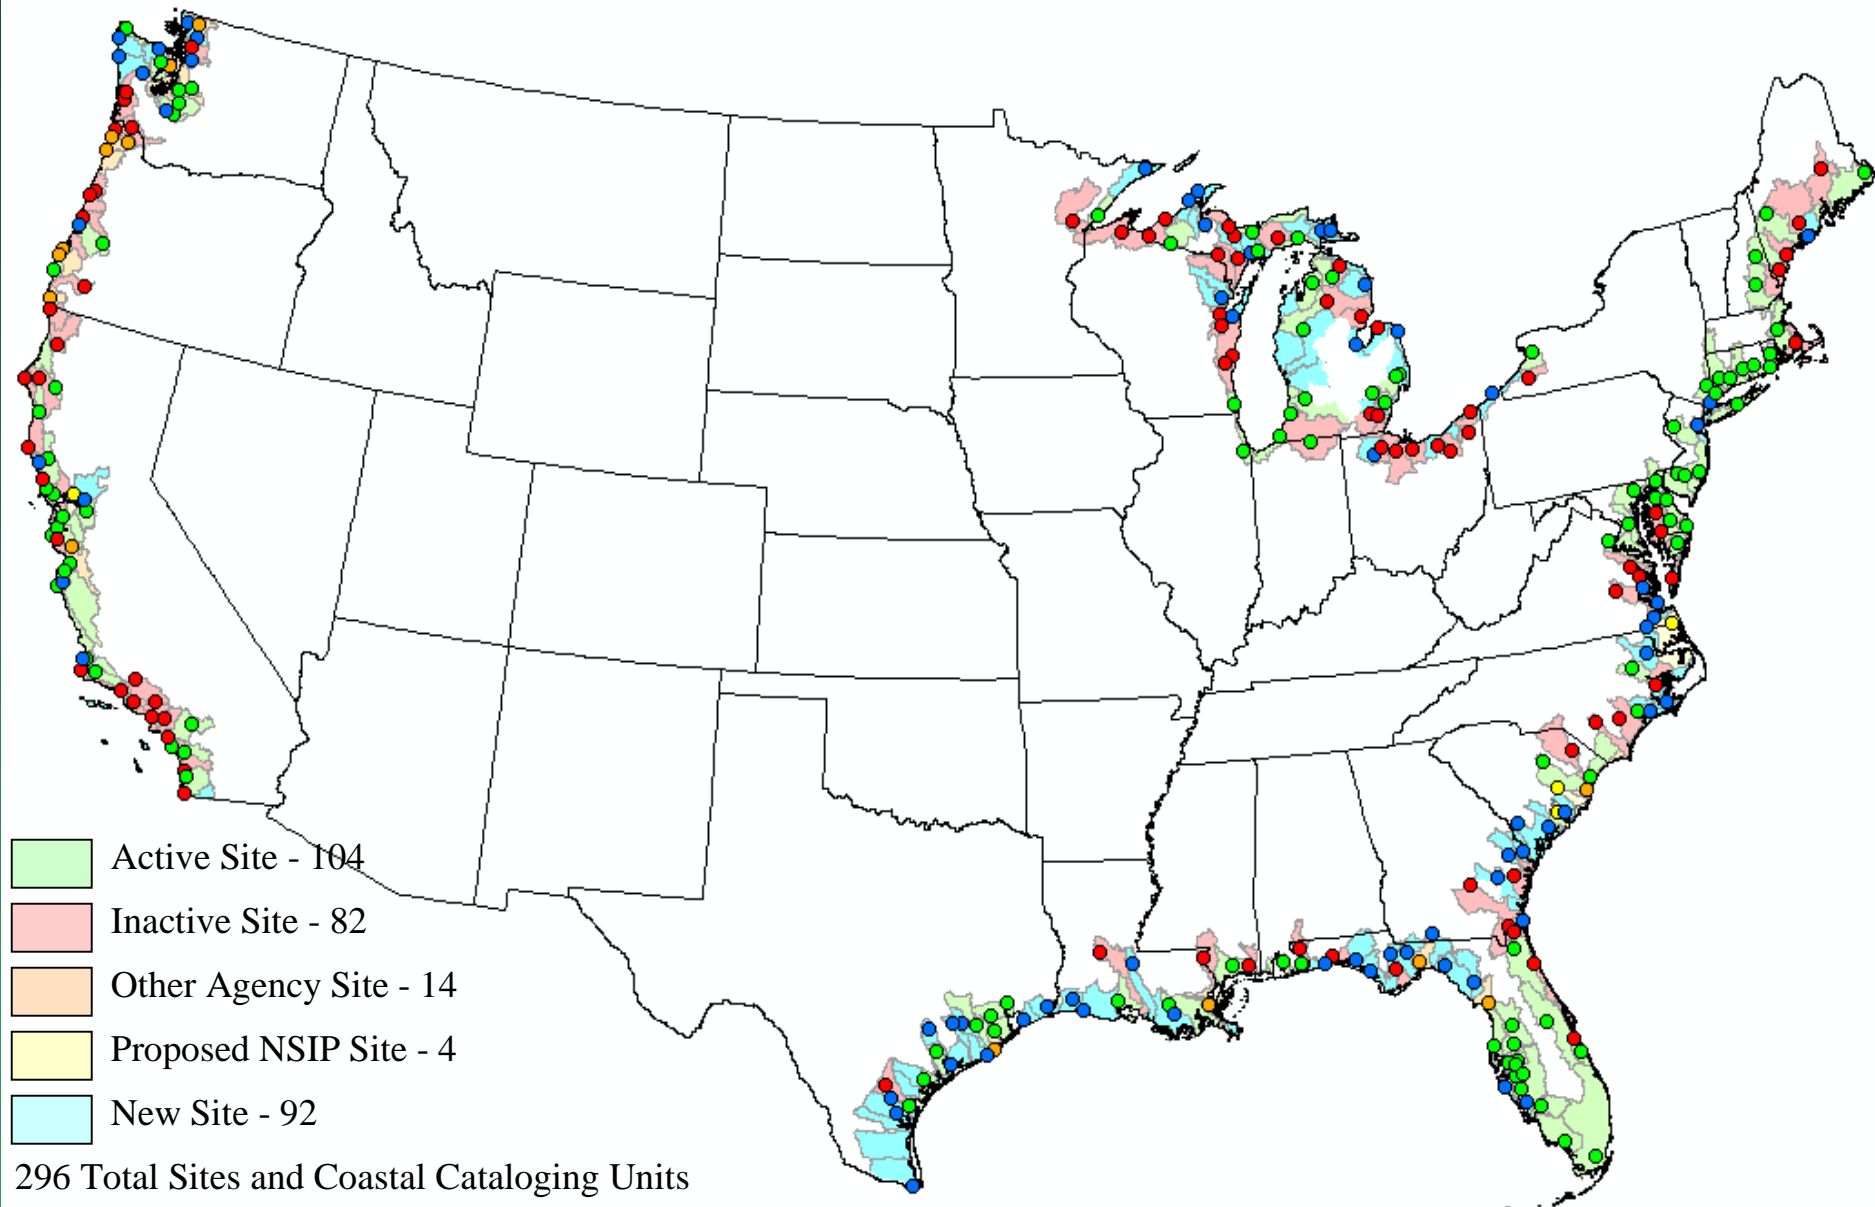 Active Site - 104
Inactive Site - 82
Other Agency Site - 14
Proposed NSIP Site - 4
New Site - 92
296 Total Sites and Coastal Cataloging Units